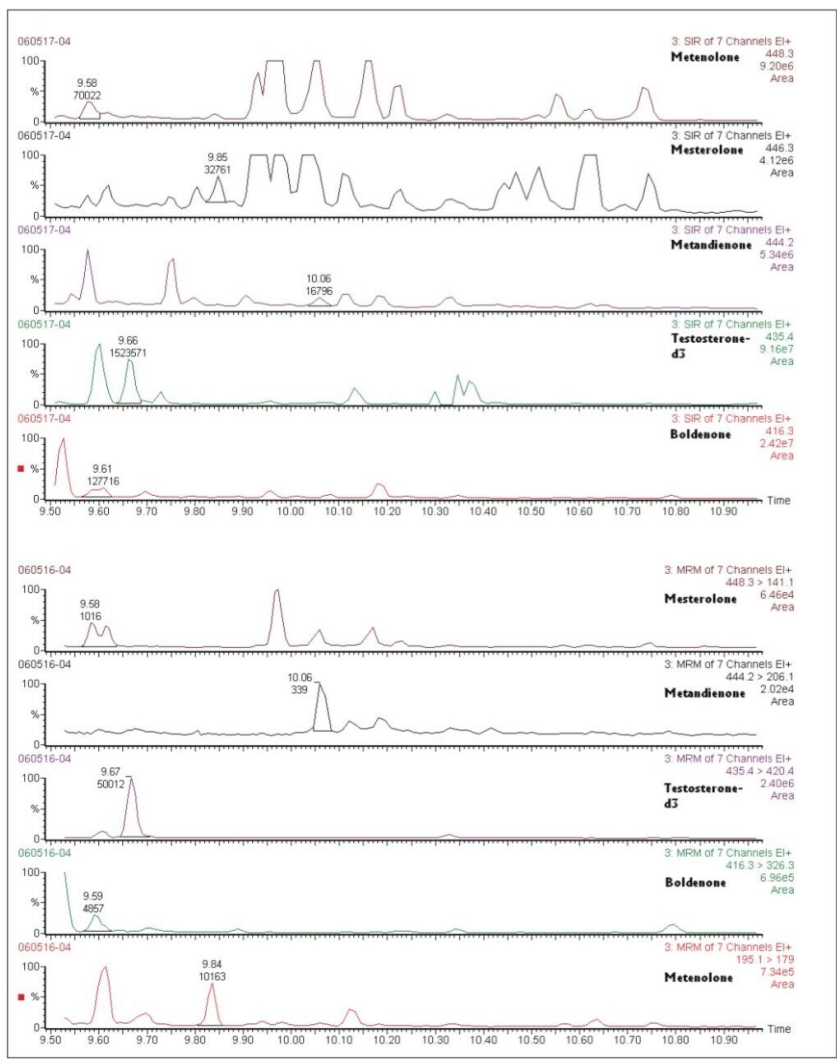 060517-04
3: SIR of 7 Channels EI+
Metenolone
448.3
9.20e6
Area
100
%
0
9.58
70022
060517-04
3: SIR of 7 Channels EI+
Mesterolone
446.3
4.12e6
Area
100
%
0
9.85
32761
060517-04
3: SIR of 7 Channels EI+
Metandienone
444.2
5.34e6
Area
100
%
0
10.06
16796
060517-04
3: SIR of 7 Channels EI+
Testosterone-
d3
435.4
9.16e7
Area
100
%
0
9.66
1523571
060517-04
3: SIR of 7 Channels EI+
Boldenone
416.3
2.42e7
Area
100
%
0
9.61
127716
Time
9.50 9.60 9.70 9.80 9.90 10.00 10.10 10.20 10.30 10.40 10.50 10.60 10.70 10.80 10.90
060516-04
3: MRM of 7 Channels EI+
448.3 > 141.1
Mesterolone
6.46e4
Area
100
%
0
9.58
1016
060516-04
3: MRM of 7 Channels EI+
444.2 > 206.1
Metandienone
2.02e4
Area
100
%
0
10.06
339
060516-04
3: MRM of 7 Channels EI+
435.4 > 420.4
Testosterone-
d3
2.40e6
Area
100
%
0
9.67
50012
060516-04
3: MRM of 7 Channels EI+
416.3 > 326.3
Boldenone
6.96e5
Area
100
%
0
9.59
4857
060516-04
3: MRM of 7 Channels EI+
195.1 > 179
Metenolone
7.34e5
Area
100
%
0
9.84
10163
Time
9.50 9.60 9.70 9.80 9.90 10.00 10.10 10.20 10.30 10.40 10.50 10.60 10.70 10.80 10.90